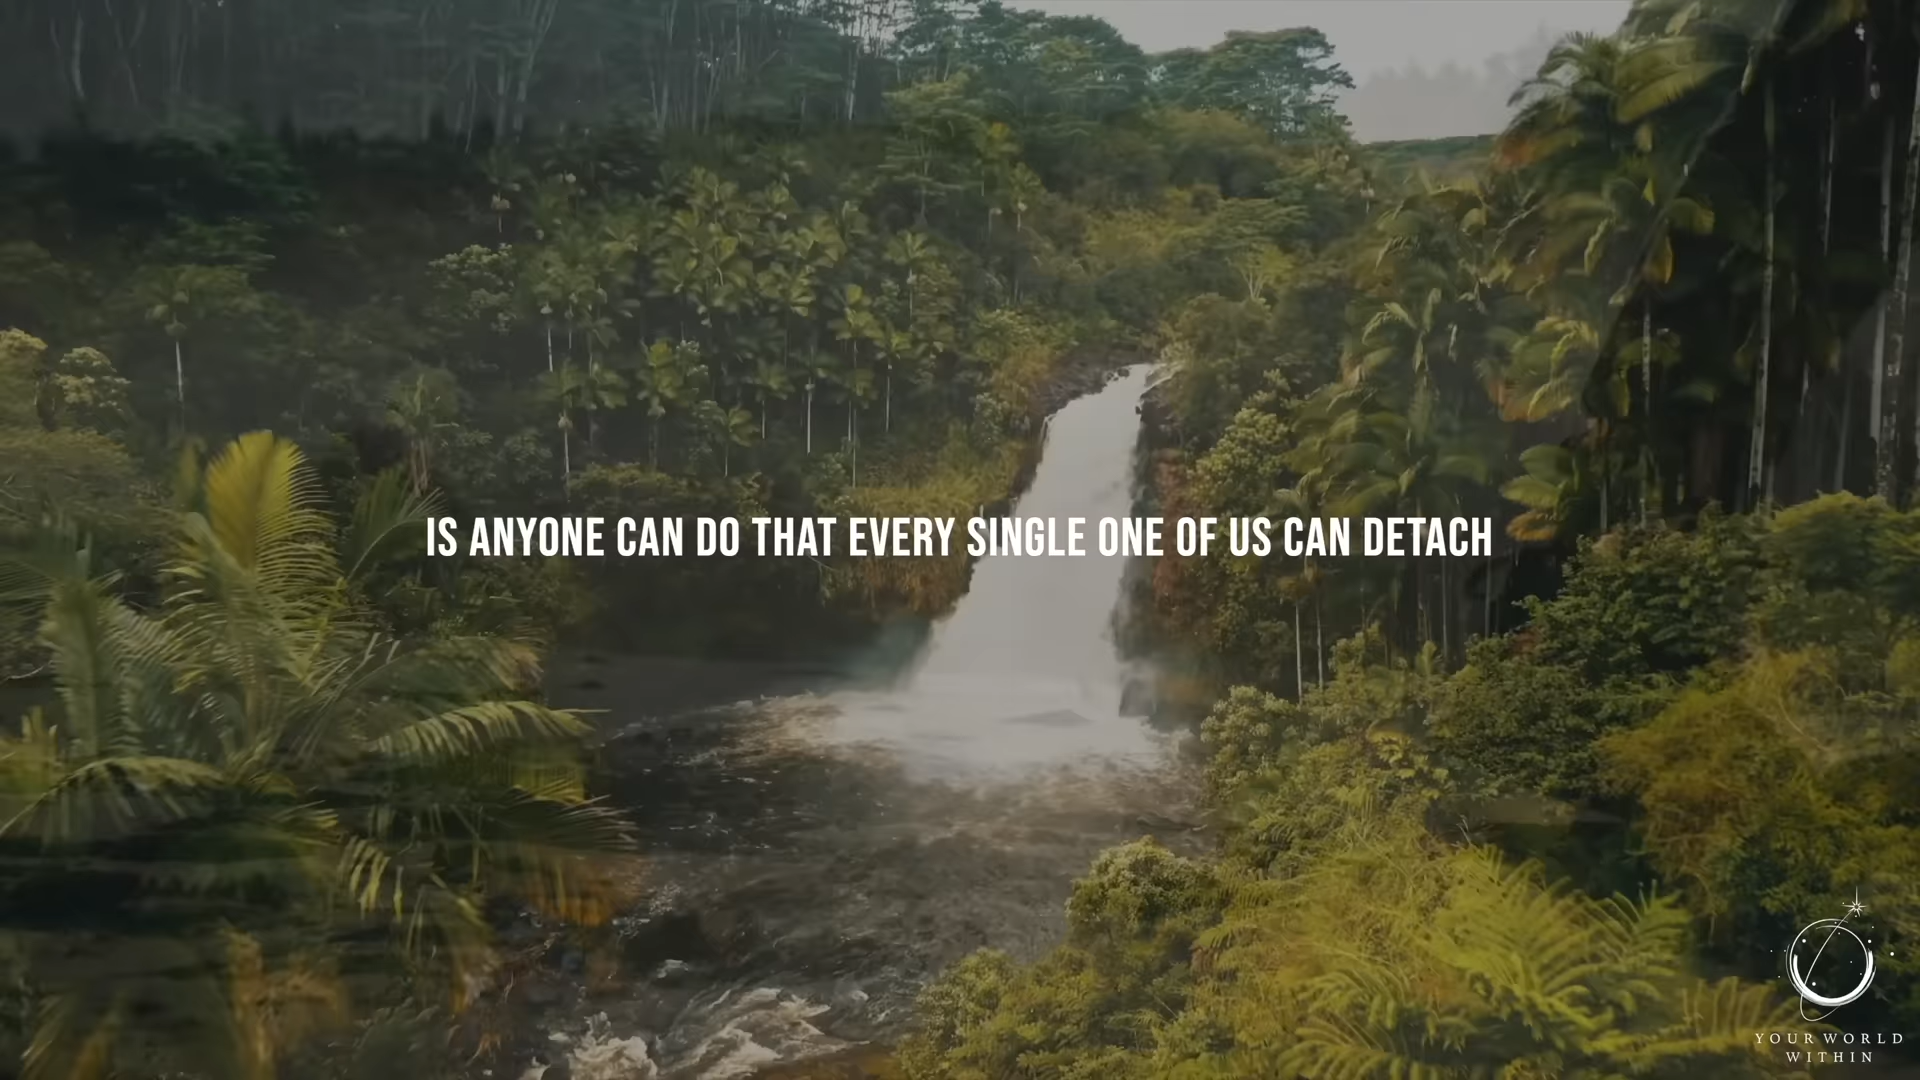 IS ANYONE CAN DO THAT EVERY SINGLE ONE OF US CAN DETACH
YOUR WORLD
WITHIN